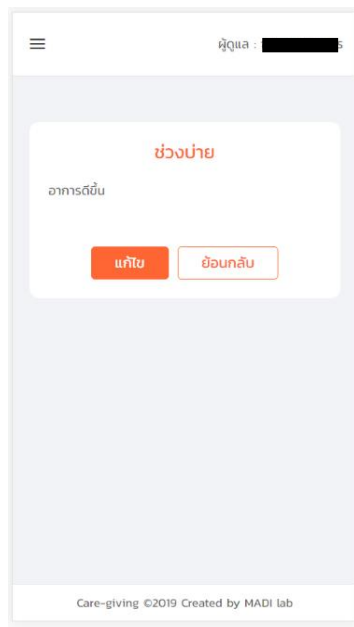 ผู้ดูแล :
ช่วงบ่าย
อาการดีขึ้น
แก้ไข
ย้อนกลับ
Care-giving ©2019 Created by MADI lab